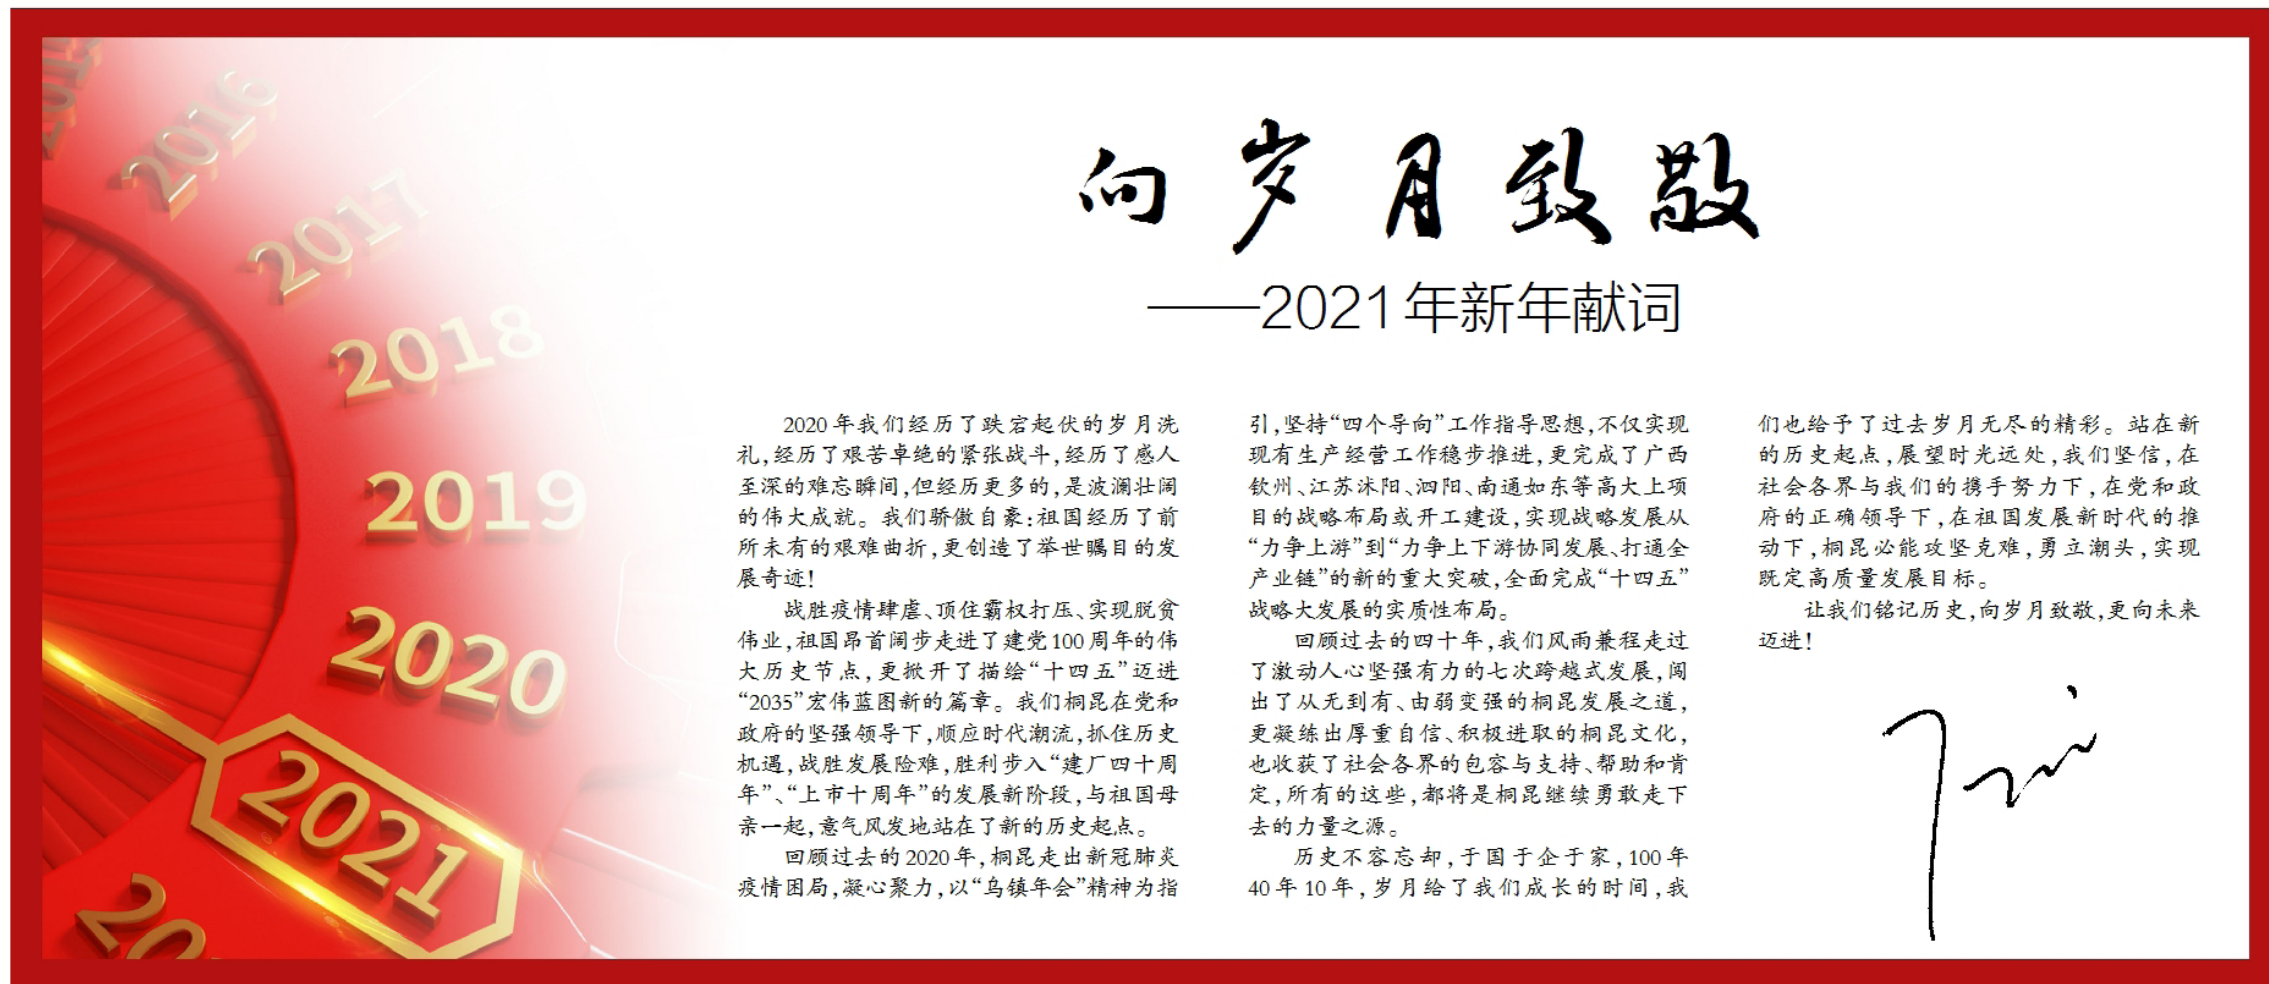 2016
2017
2018
2019
2020
2021
向岁月致敬
——2021年新年献词
2020年我们经历了跌宕起伏的岁月洗
礼,经历了艰苦卓绝的紧张战斗,经历了感人
至深的难忘瞬间,但经历更多的,是波澜壮阔
的伟大成就。我们骄傲自豪:祖国经历了前
所未有的艰难曲折,更创造了举世瞩目的发
展奇迹!
战胜疫情肆虐、顶住霸权打压、实现脱贫
伟业,祖国昂首阔步走进了建党100周年的伟
大历史节点,更掀开了描绘“十四五”迈进
“2035”宏伟蓝图新的篇章。我们桐昆在党和
政府的坚强领导下,顺应时代潮流,抓住历史
机遇,战胜发展险难,胜利步入“建厂四十周
年”、“上市十周年”的发展新阶段,与祖国母
亲一起,意气风发地站在了新的历史起点。
回顾过去的2020年,桐昆走出新冠肺炎
疫情困局,凝心聚力,以“乌镇年会”精神为指
引,坚持“四个导向”工作指导思想,不仅实现
现有生产经营工作稳步推进,更完成了广西
钦州、江苏沭阳、泗阳、南通如东等高大上项
目的战略布局或开工建设,实现战略发展从
“力争上游”到“力争上下游协同发展、打通全
产业链”的新的重大突破,全面完成“十四五”
战略大发展的实质性布局。
回顾过去的四十年,我们风雨兼程走过
了激动人心坚强有力的七次跨越式发展,闯
出了从无到有、由弱变强的桐昆发展之道,
更凝练出厚重自信、积极进取的桐昆文化,
也收获了社会各界的包容与支持、帮助和肯
定,所有的这些,都将是桐昆继续勇敢走下
去的力量之源。
历史不容忘却,于国于企于家,100年
40年10年,岁月给了我们成长的时间,我
们也给予了过去岁月无尽的精彩。站在新
的历史起点,展望时光远处,我们坚信,在
社会各界与我们的携手努力下,在党和政
府的正确领导下,在祖国发展新时代的推
动下,桐昆必能攻坚克难,勇立潮头,实现
既定高质量发展目标。
让我们铭记历史,向岁月致敬,更向未来
迈进!